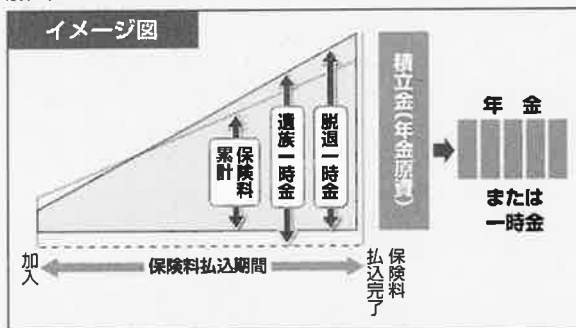 イメージ図
保険料
累計
遺族一時金
脱退一時金
積立金(年金原資)
年金
または
一時金
加入
保険料払込期間
保険料
払込完了